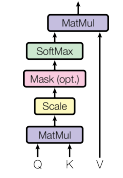 MatMul
SoftMax
Mask (opt.)
Scale
MatMul
Q K V